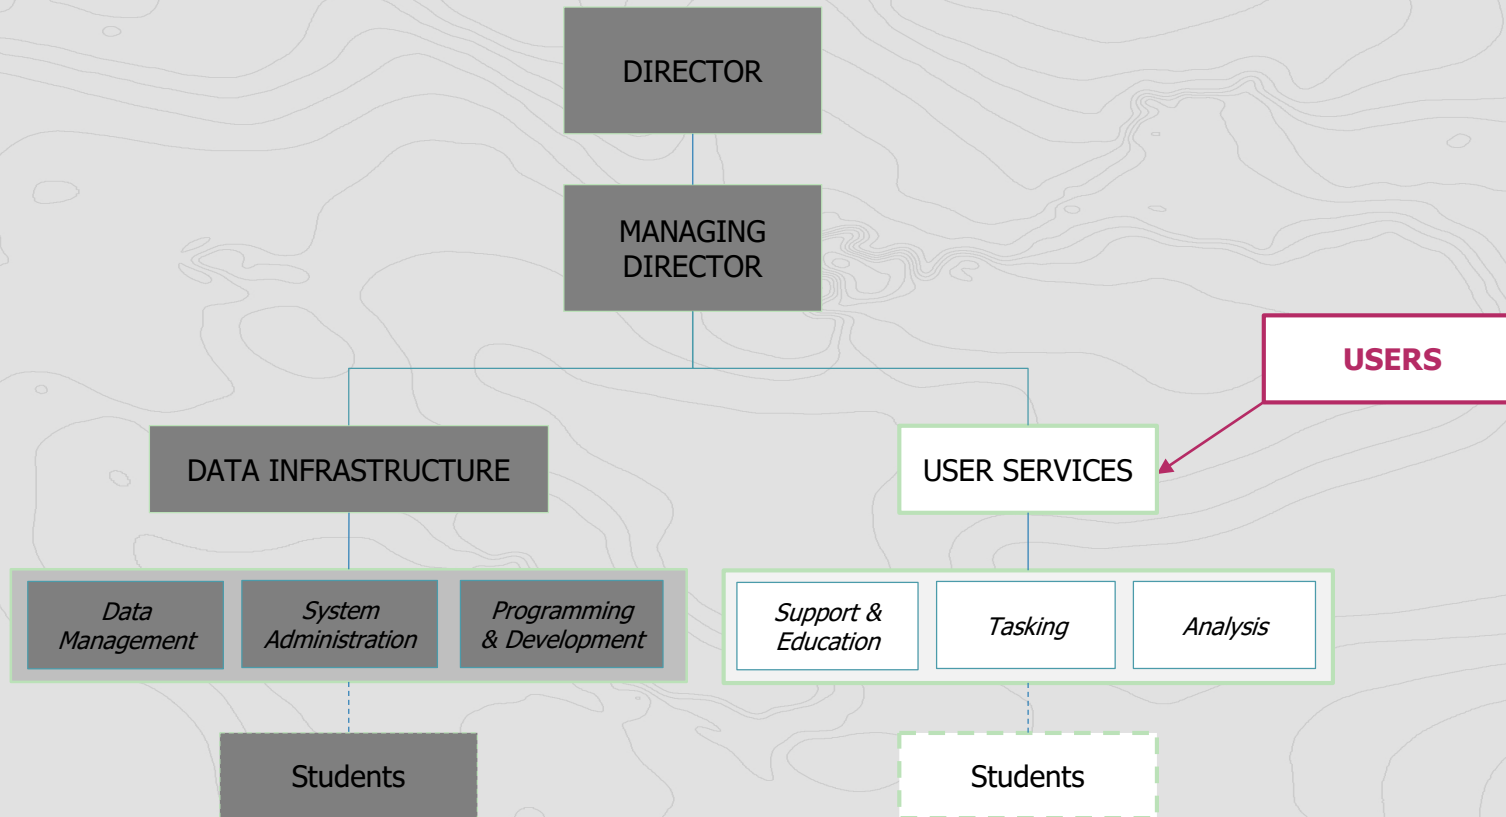 DIRECTOR
MANAGING
DIRECTOR
USERS
DATA INFRASTRUCTURE
USER SERVICES
Data
Management
System
Administration
Programming
& Development
Support &
Education
Tasking
Analysis
Students
Students